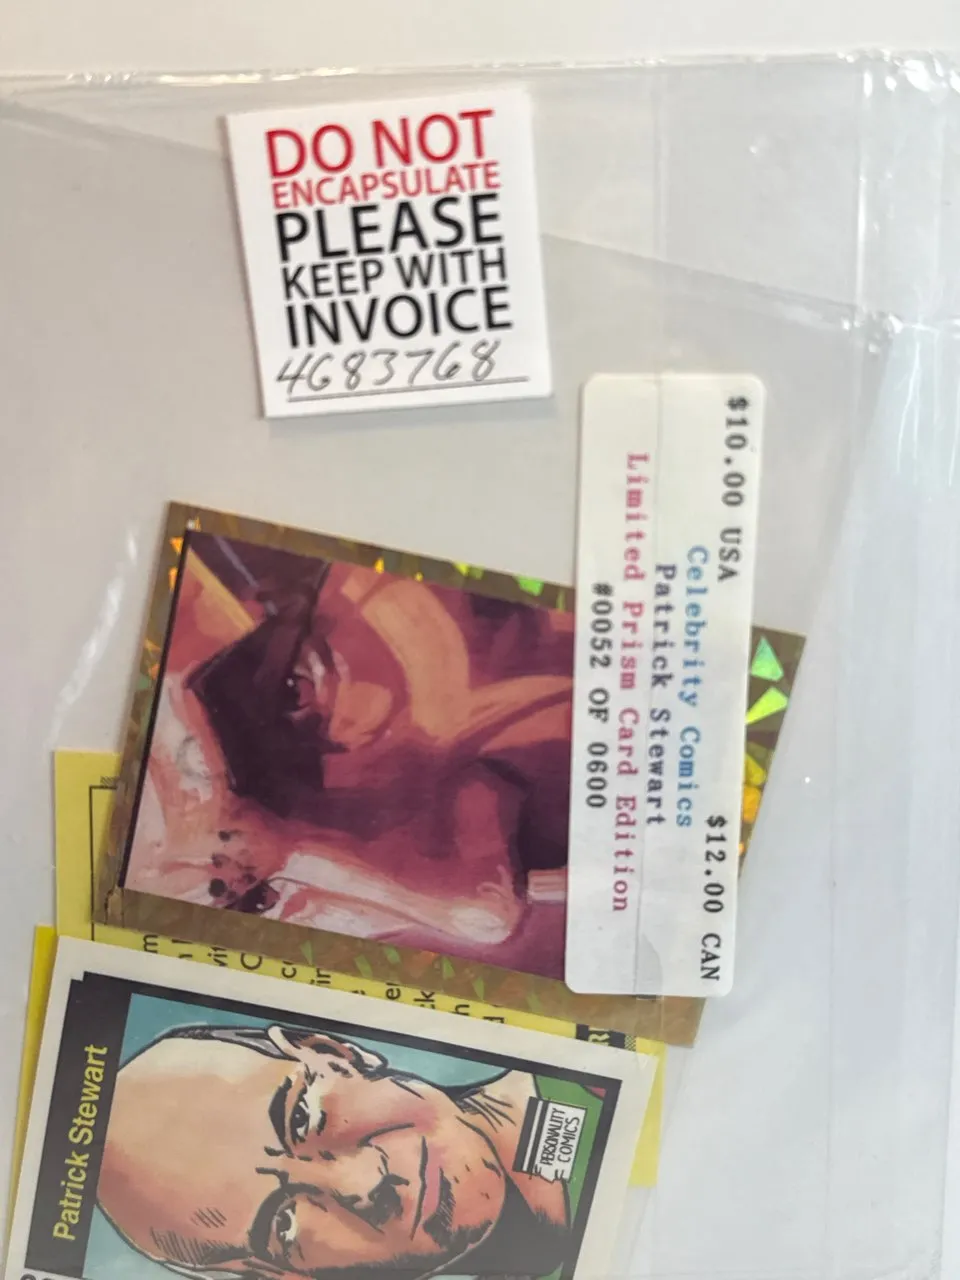 DO NOT
ENCAPSULATE
PLEASE
KEEP WITH
INVOICE
4683768
$10.00 USA
$12.00 CAN
Celebrity Comics
Patrick Stewart
Limited Prism Card Edition
#0052 OF 0600
Patrick Stewart
PERSONALITY
COMICS